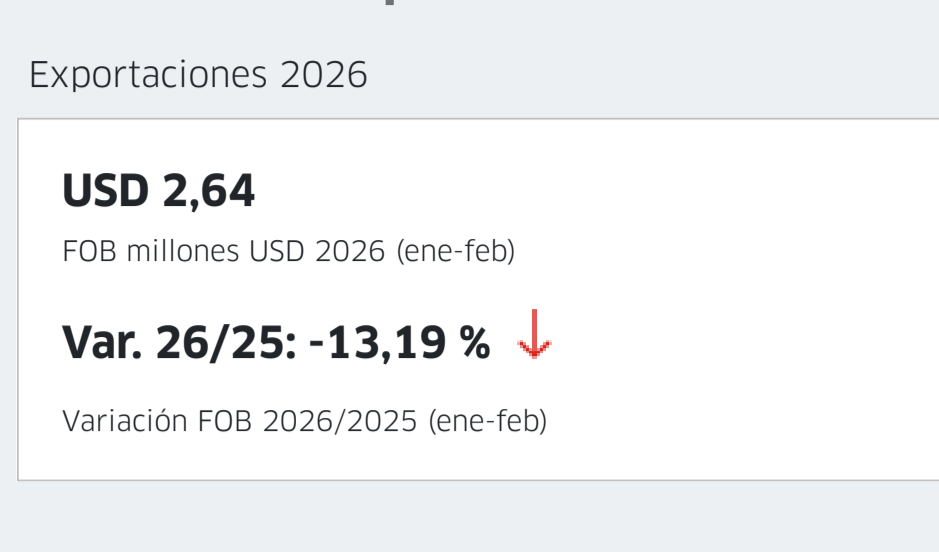 Exportaciones 2026
USD 2,64
FOB millones USD 2026 (ene-feb)
Var. 26/25: -13,19 %
Variación FOB 2026/2025 (ene-feb)